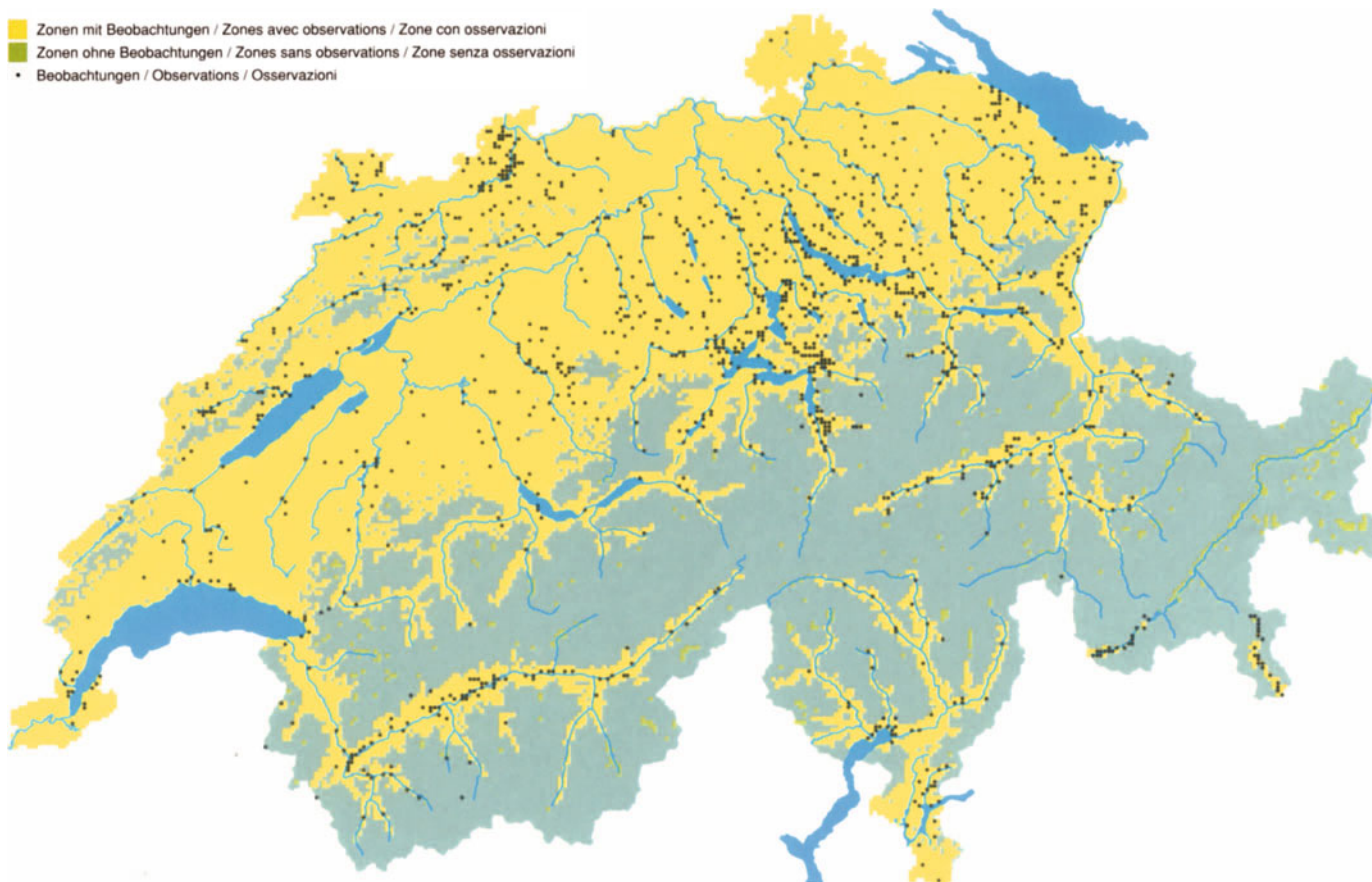 Zonen mit Beobachtungen / Zones avec observations / Zone con osservazioni
Zonen ohne Beobachtungen / Zones sans observations / Zone senza osservazioni
Beobachtungen / Observations / Osservazioni